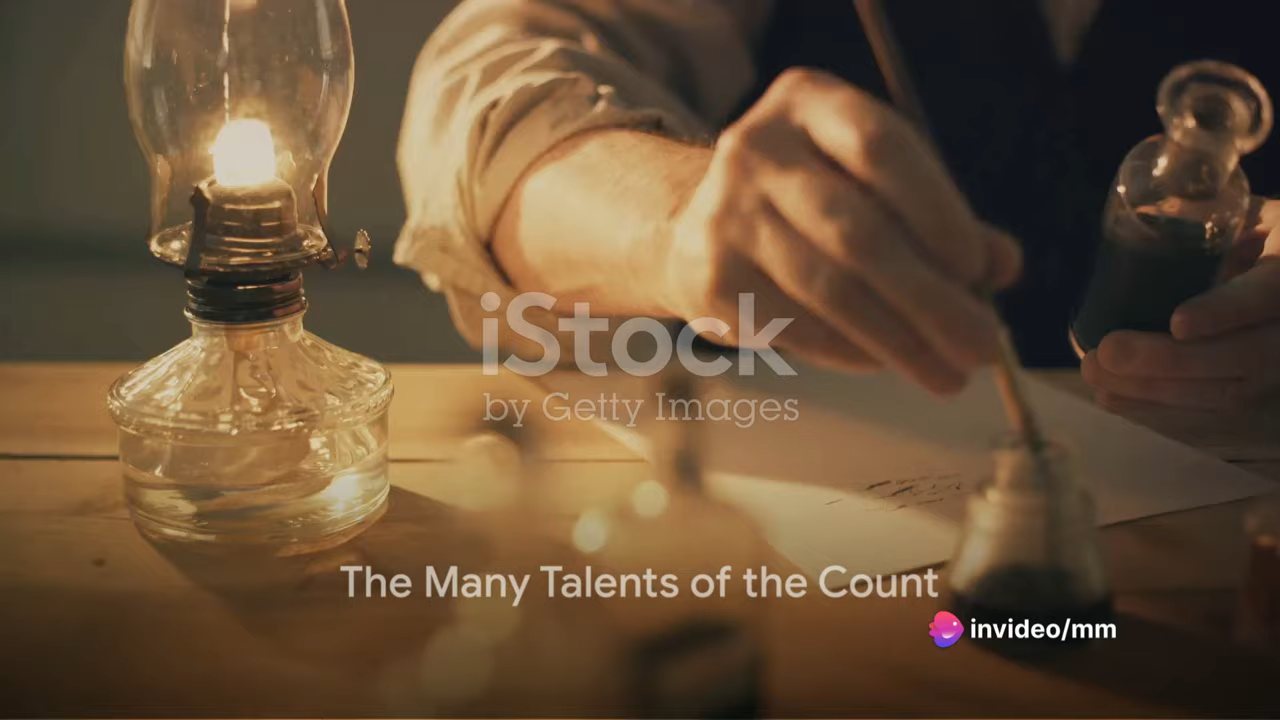 iStock
by Getty Images
The Many Talents of the Count
invideo/mm